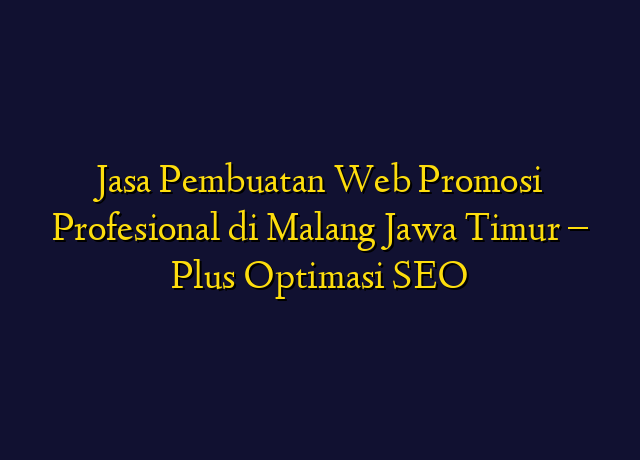 Jasa Pembuatan Web Promosi
Profesional di Malang Jawa Timur –
Plus Optimasi SEO